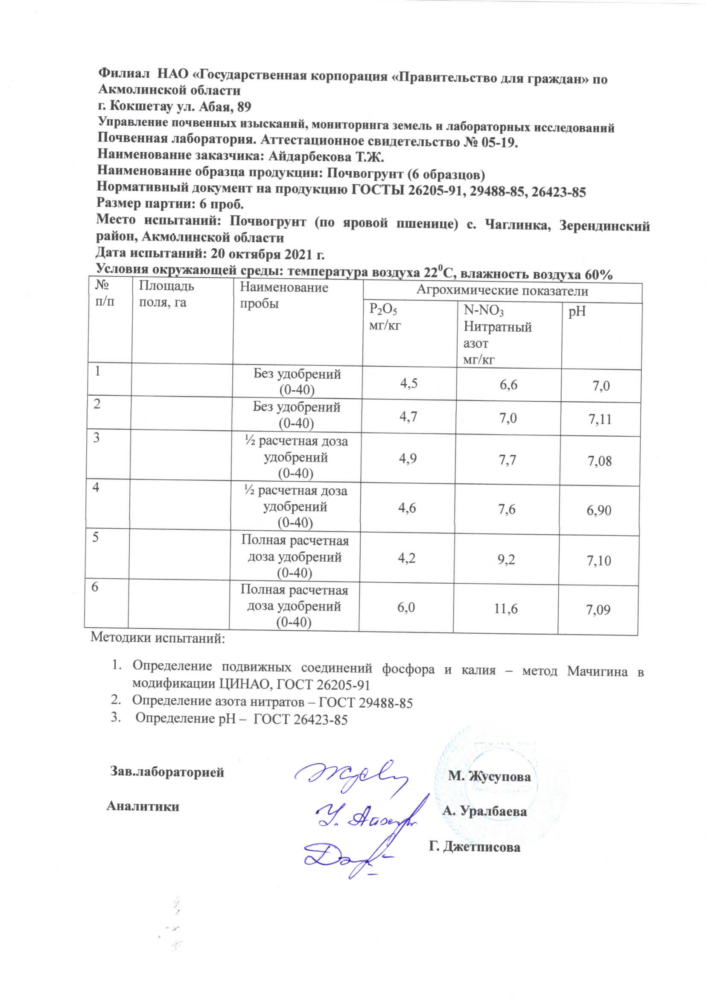 Филиал НАО «Государственная корпорация «Правительство для граждан» по
Акмолинской области
г. Кокшетау ул. Абая, 89
Управление почвенных изысканий, мониторинга земель и лабораторных исследований
Почвенная лаборатория. Аттестационное свидетельство № 05-19.
Наименование заказчика: Айдарбекова Т.Ж.
Наименование образца продукции: Почвогрунт (6 образцов)
Нормативный документ на продукцию ГОСТЫ 26205-91, 29488-85, 26423-85
Размер партии: 6 проб.
Место испытаний: Почвогрунт (по яровой пшенице) с. Чаглинка, Зерендинский
район, Акмолинской области
Дата испытаний: 20 октября 2021 г.
Условия окружающей среды: температура воздуха 22⁰С, влажность воздуха 60%
№
п/п
Площадь
поля, га
Наименование
пробы
Агрохимические показатели
P₂O₅
мг/кг
N-NO₃
Нитратный
азот
мг/кг
pH
1
Без удобрений
(0-40)
4,5
6,6
7,0
2
Без удобрений
(0-40)
4,7
7,0
7,11
3
½ расчетная доза
удобрений
(0-40)
4,9
7,7
7,08
4
½ расчетная доза
удобрений
(0-40)
4,6
7,6
6,90
5
Полная расчетная
доза удобрений
(0-40)
4,2
9,2
7,10
6
Полная расчетная
доза удобрений
(0-40)
6,0
11,6
7,09
Методики испытаний:
1. Определение подвижных соединений фосфора и калия – метод Мачигина в
модификации ЦИНАО, ГОСТ 26205-91
2. Определение азота нитратов – ГОСТ 29488-85
3. Определение pH – ГОСТ 26423-85
Зав.лабораторией
М. Жусупова
Аналитики
А. Уралбаева
Г. Джетписова